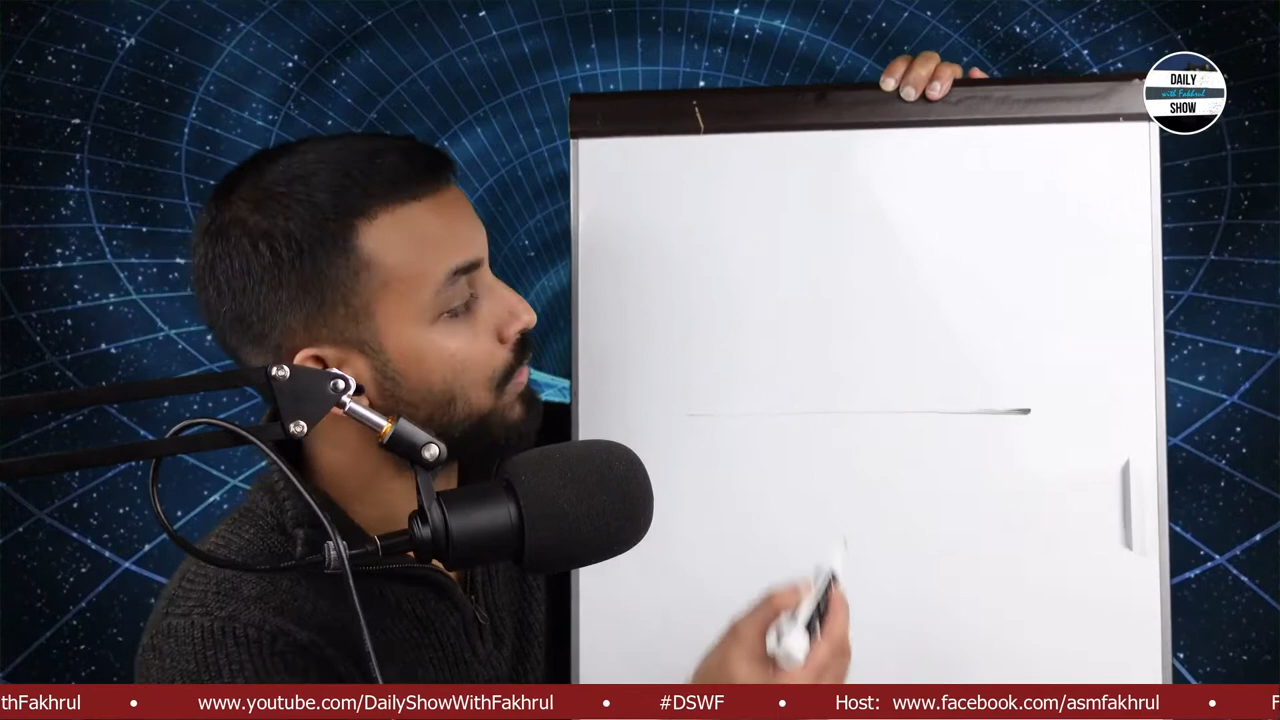 DAILY
with Fakhrul
SHOW
thFakhrul • www.youtube.com/DailyShowWithFakhrul • #DSWF • Host: www.facebook.com/asmfakhrul • F